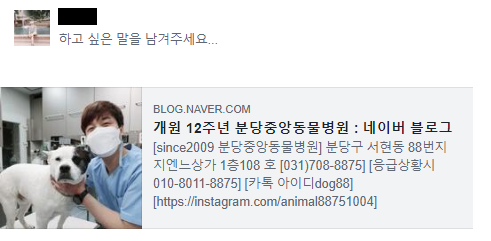 하고 싶은 말을 남겨주세요...
BLOG.NAVER.COM
개원 12주년 분당중앙동물병원 : 네이버 블로그
[since2009 분당중앙동물병원] 분당구 서현동 88번지
지엔느상가 1층108 호 [031)708-8875] [응급상황시
010-8011-8875] [카톡 아이디dog88]
[https://instagram.com/animal88751004]